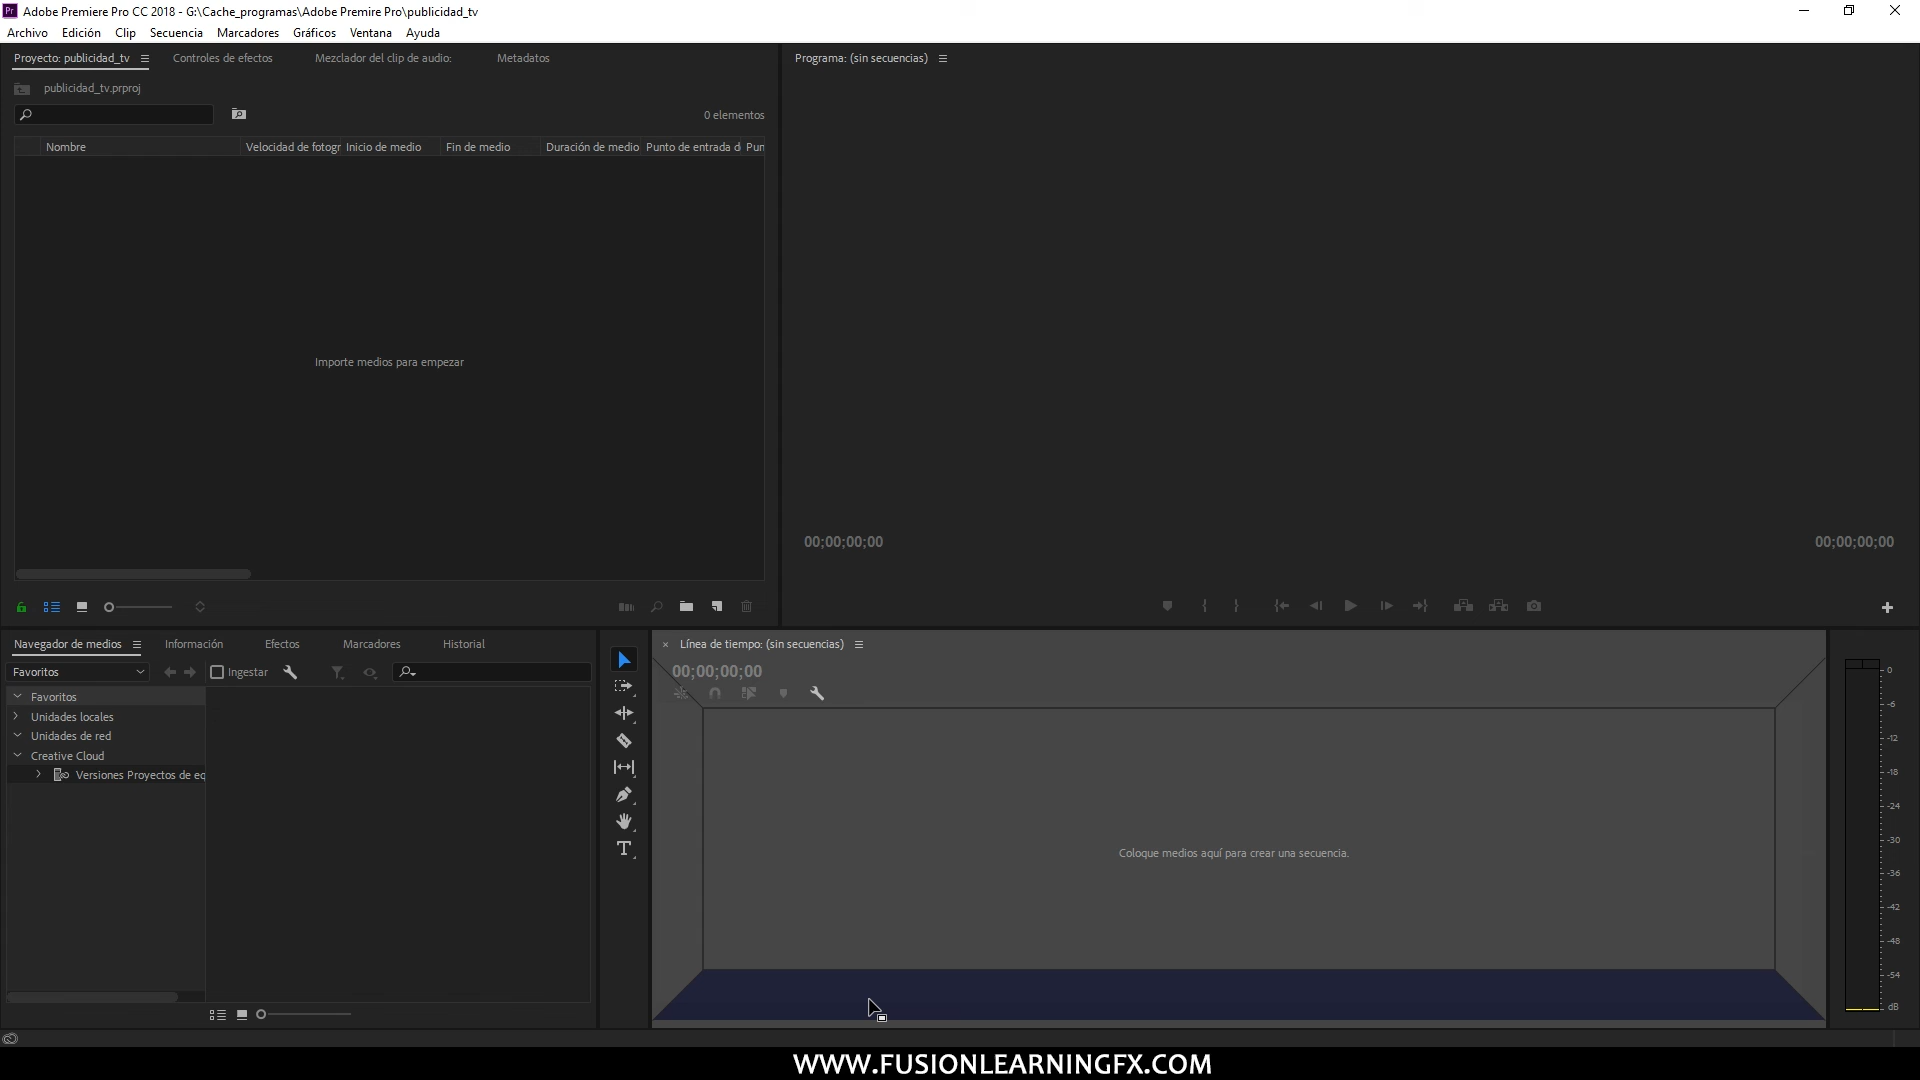 Adobe Premiere Pro CC 2018 - G:\Cache_programas\Adobe Premire Pro\publicidad_tv
Archivo Edición Clip Secuencia Marcadores Gráficos Ventana Ayuda
Proyecto: publicidad_tv Controles de efectos Mezclador del clip de audio: Metadatos
publicidad_tv.prproj
0 elementos
Nombre Velocidad de fotogr Inicio de medio Fin de medio Duración de medio Punto de entrada d Pun
Importe medios para empezar
Programa: (sin secuencias)
00;00;00;00 00;00;00;00
Navegador de medios Información Efectos Marcadores Historial
Favoritos Ingestar
Favoritos
Unidades locales
Unidades de red
Creative Cloud
Versiones Proyectos de eq
Línea de tiempo: (sin secuencias)
00;00;00;00
Coloque medios aquí para crear una secuencia.
0
-6
-12
-18
-24
-30
-36
-42
-48
-54
dB
WWW.FUSIONLEARNINGFX.COM